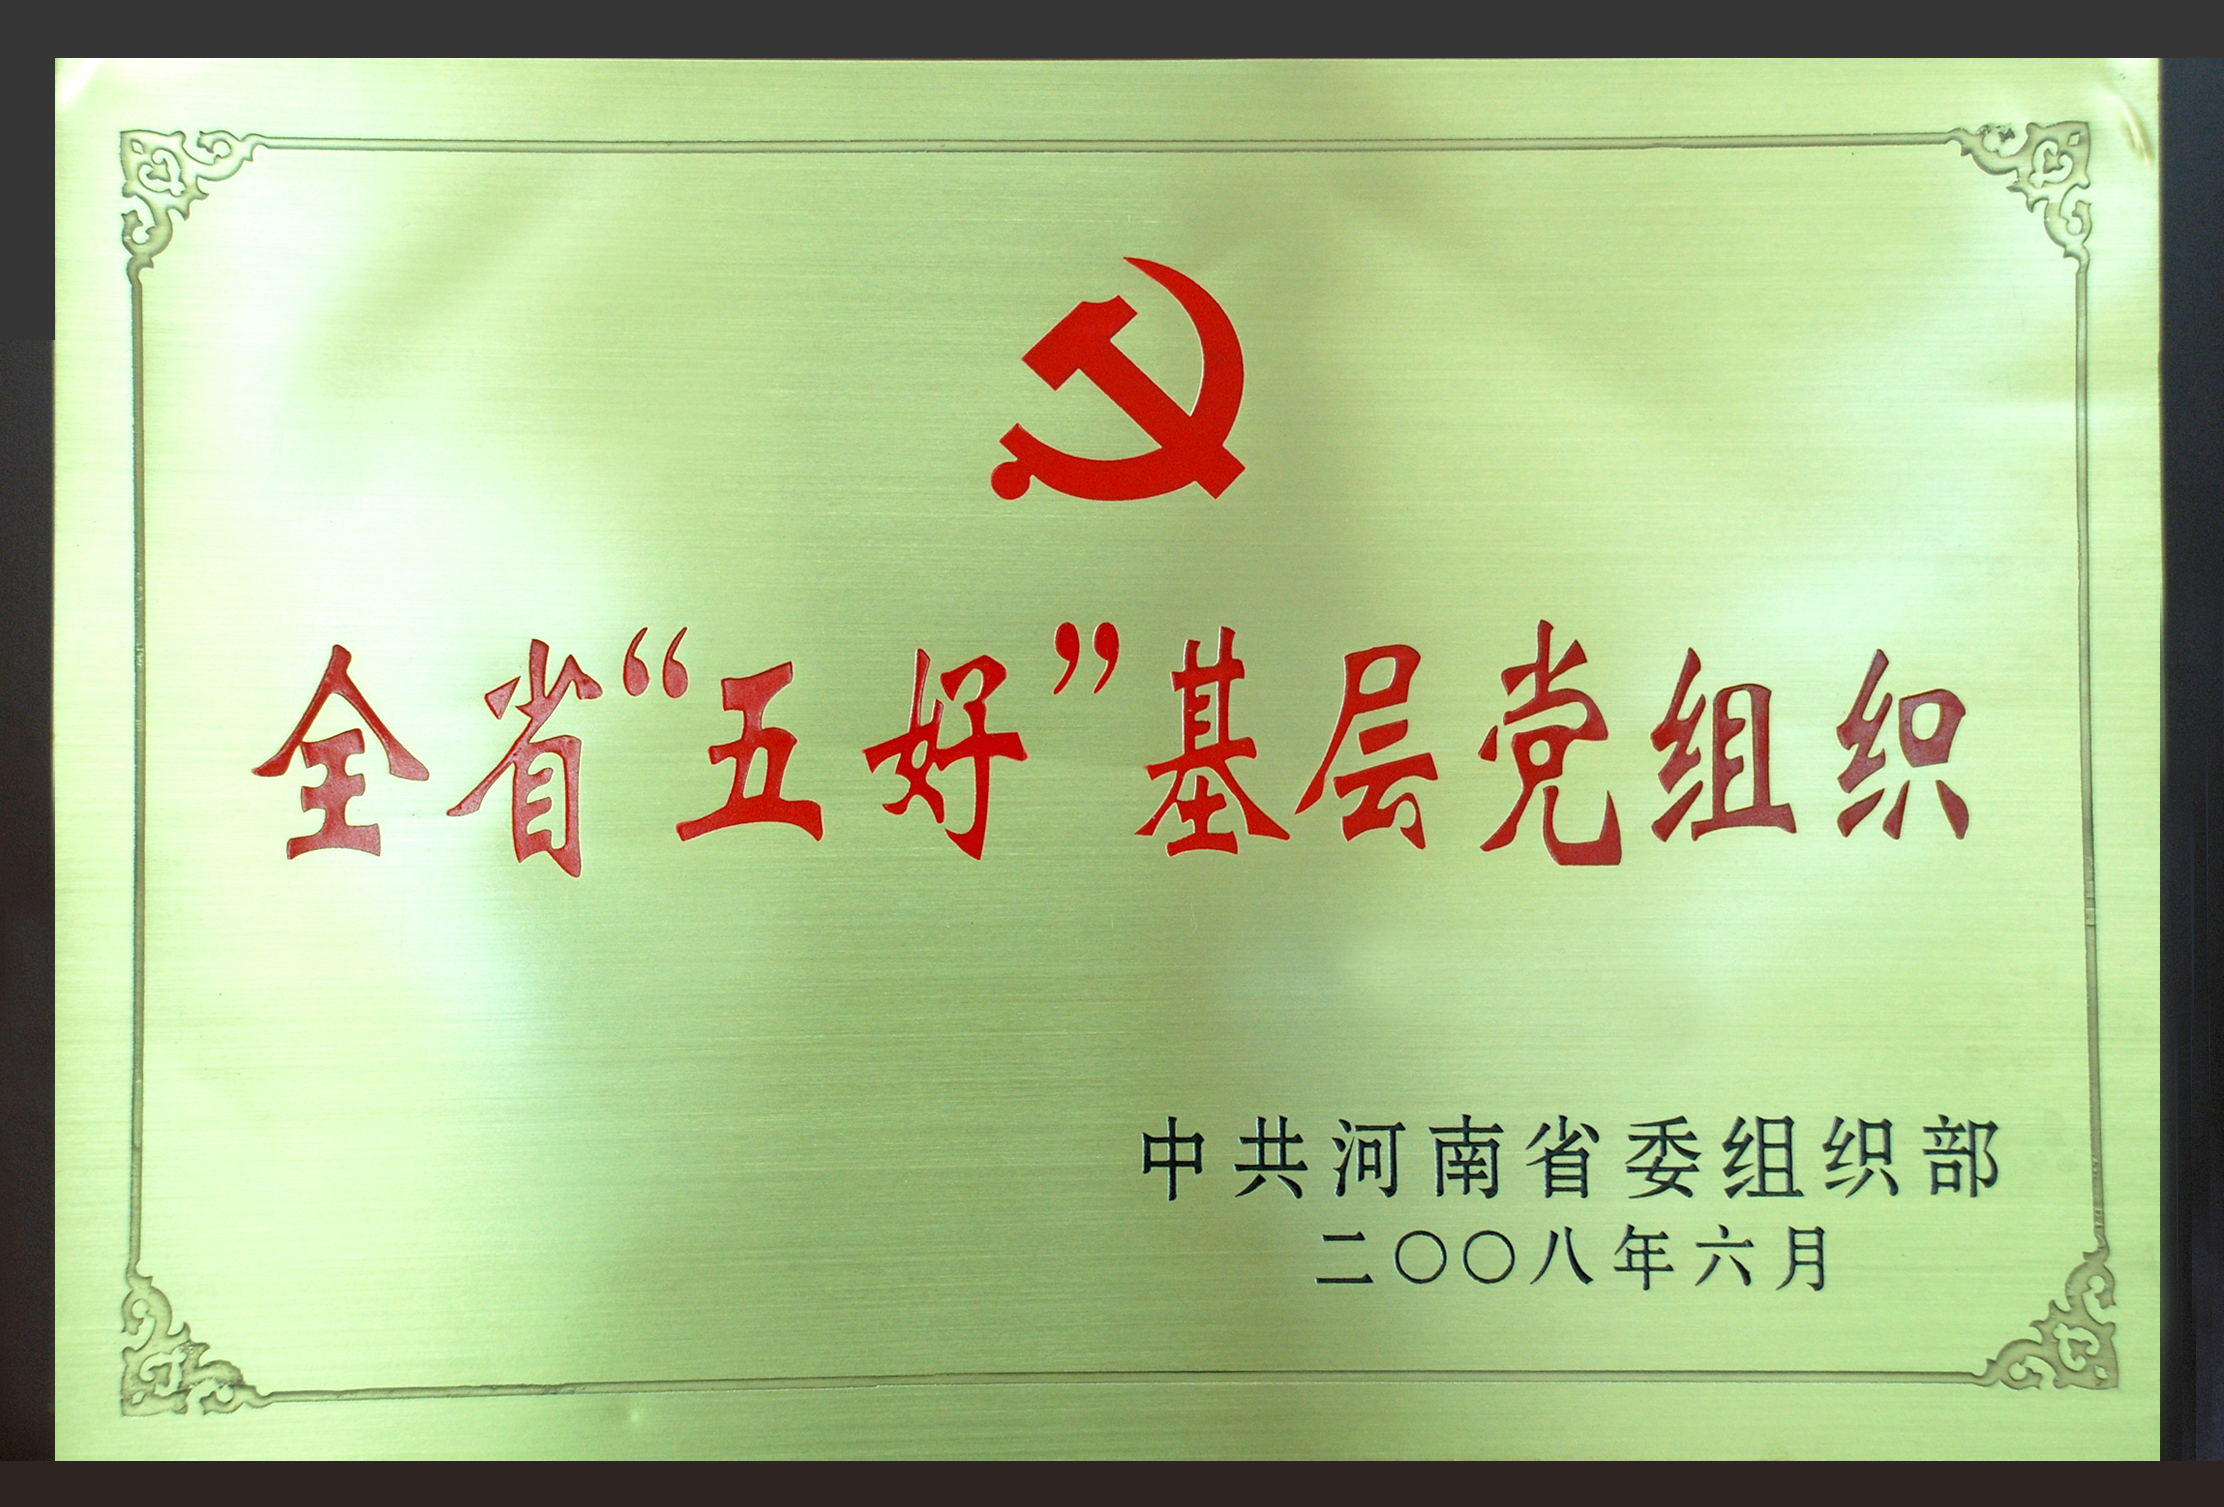 全省“五好”基层党组织
中共河南省委组织部
二〇〇八年六月